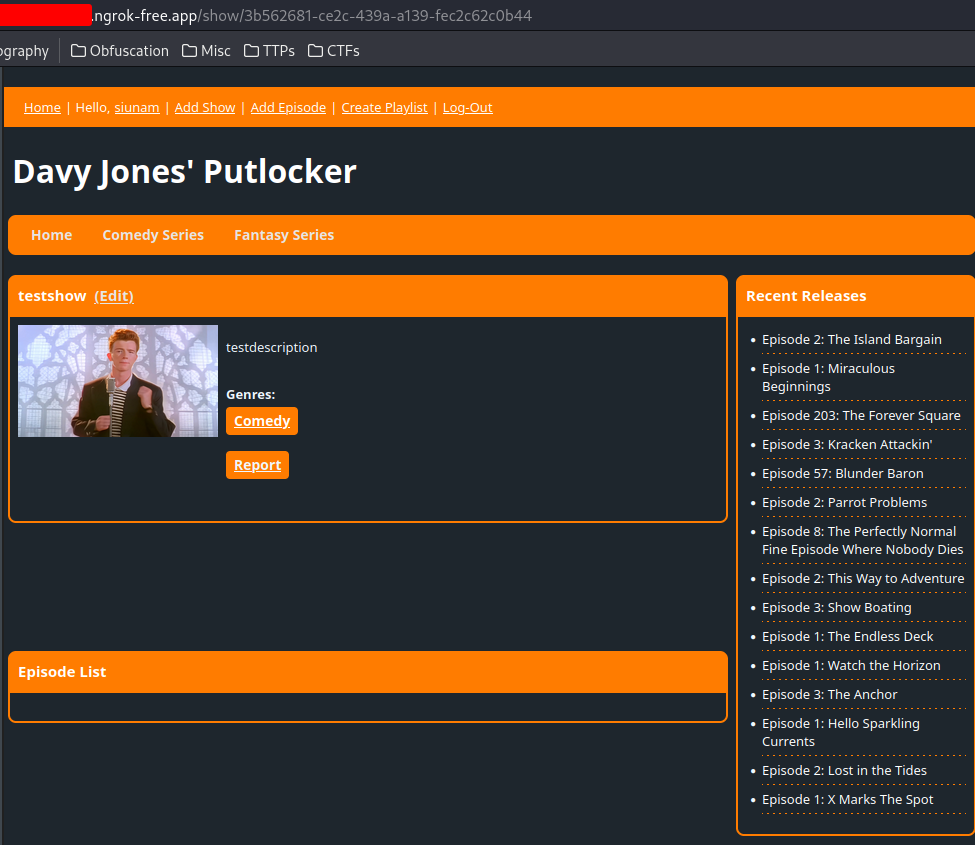 .ngrok-free.app/show/3b562681-ce2c-439a-a139-fec2c62c0b44
ography Obfuscation Misc TTPs CTFs
Home | Hello, siunam | Add Show | Add Episode | Create Playlist | Log-Out
Davy Jones' Putlocker
Home Comedy Series Fantasy Series
testshow (Edit)
testdescription
Genres:
Comedy
Report
Episode List
Recent Releases
Episode 2: The Island Bargain
Episode 1: Miraculous
Beginnings
Episode 203: The Forever Square
Episode 3: Kracken Attackin'
Episode 57: Blunder Baron
Episode 2: Parrot Problems
Episode 8: The Perfectly Normal
Fine Episode Where Nobody Dies
Episode 2: This Way to Adventure
Episode 3: Show Boating
Episode 1: The Endless Deck
Episode 1: Watch the Horizon
Episode 3: The Anchor
Episode 1: Hello Sparkling
Currents
Episode 2: Lost in the Tides
Episode 1: X Marks The Spot